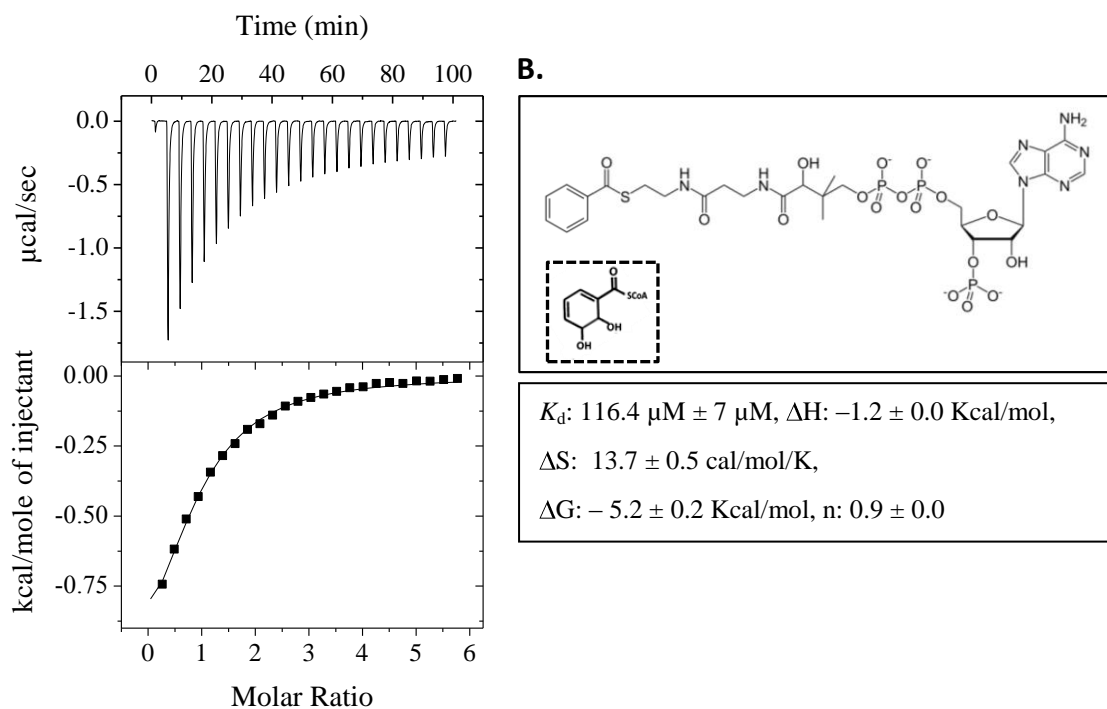 Time (min)
0 20 40 60 80 100
0.0
-0.5
-1.0
-1.5
µcal/sec
0.00
-0.25
-0.50
-0.75
kcal/mole of injectant
0 1 2 3 4 5 6
Molar Ratio
B.
O
S
N
H
O
N
H
O
OH
O
O⁻
P
O
O
O⁻
P
O
O
O
OH
O
P
O
O⁻
O⁻
NH₂
N
N
N
N
O
SCoA
OH
OH
Kd: 116.4 µM ± 7 µM, ΔH: –1.2 ± 0.0 Kcal/mol,
ΔS: 13.7 ± 0.5 cal/mol/K,
ΔG: – 5.2 ± 0.2 Kcal/mol, n: 0.9 ± 0.0